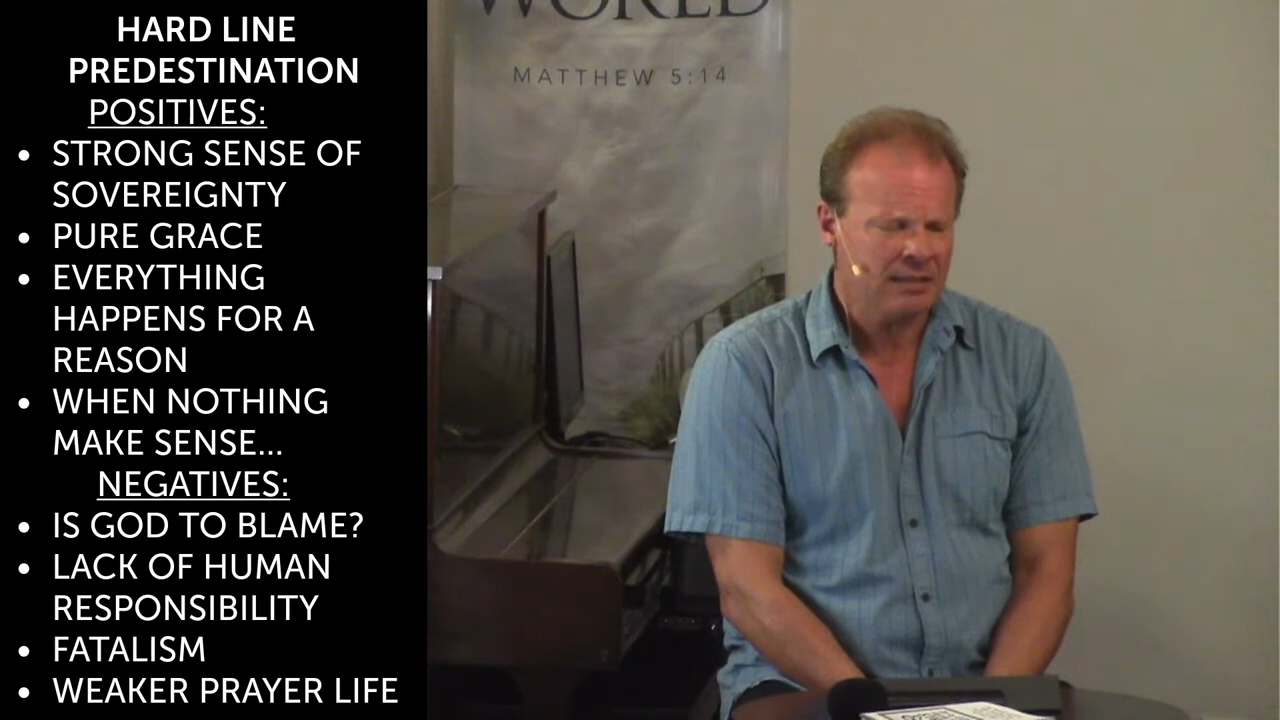 HARD LINE
PREDESTINATION
POSITIVES:
• STRONG SENSE OF
SOVEREIGNTY
• PURE GRACE
• EVERYTHING
HAPPENS FOR A
REASON
• WHEN NOTHING
MAKE SENSE...
NEGATIVES:
• IS GOD TO BLAME?
• LACK OF HUMAN
RESPONSIBILITY
• FATALISM
• WEAKER PRAYER LIFE
WORLD
MATTHEW 5:14